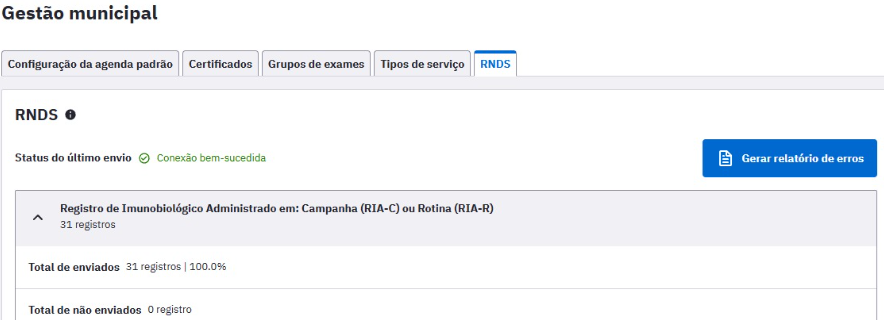 Gestão municipal
Configuração da agenda padrão
Certificados
Grupos de exames
Tipos de serviço
RNDS
RNDS
Status do último envio
Conexão bem-sucedida
Gerar relatório de erros
Registro de Imunobiológico Administrado em: Campanha (RIA-C) ou Rotina (RIA-R)
31 registros
Total de enviados 31 registros | 100.0%
Total de não enviados 0 registro